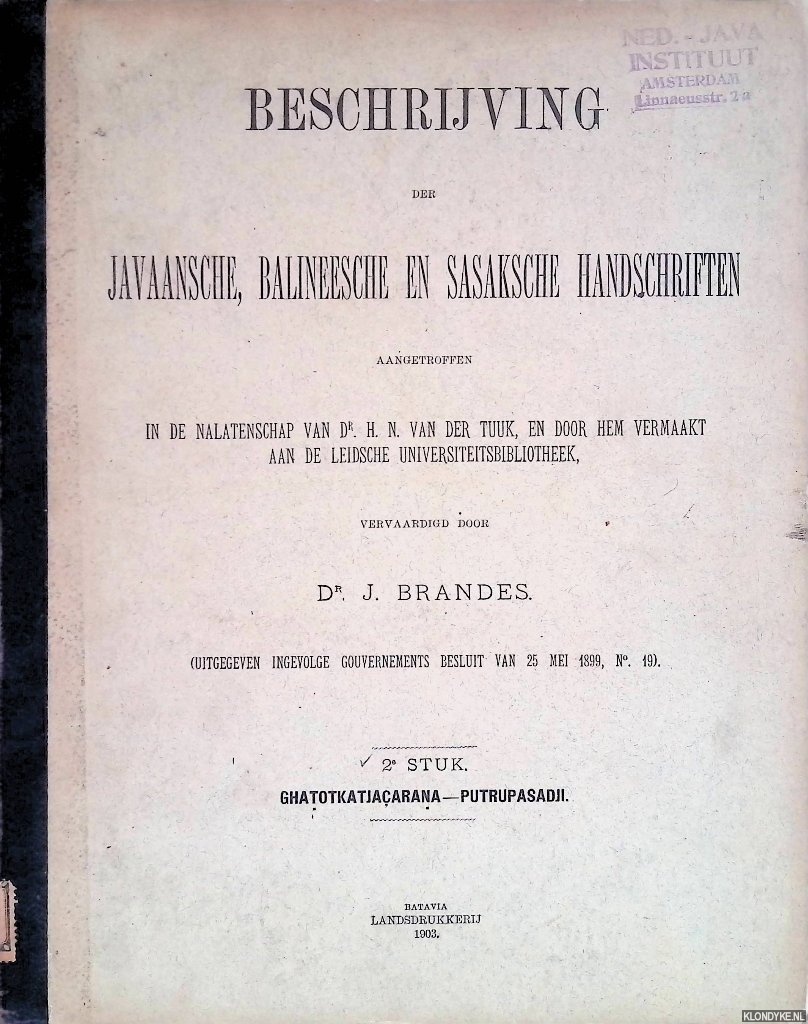 NED.-JAVA
INSTITUUT
AMSTERDAM
Linnaeusstr. 2a
BESCHRIJVING
DER
JAVAANSCHE, BALINEESCHE EN SASAKSCHE HANDSCHRIFTEN
AANGETROFFEN
IN DE NALATENSCHAP VAN DR. H. N. VAN DER TUUK, EN DOOR HEM VERMAAKT
AAN DE LEIDSCHE UNIVERSITEITSBIBLIOTHEEK,
VERVAARDIGD DOOR
DR. J. BRANDES.
(UITGEGEVEN INGEVOLGE GOUVERNEMENTS BESLUIT VAN 25 MEI 1899, No. 19).
2e STUK.
GHAṬOTKATJAÇARAṆA—PUTRUPASADJI.
BATAVIA
LANDSDRUKKERIJ
1903.
KLONDYKE.NL